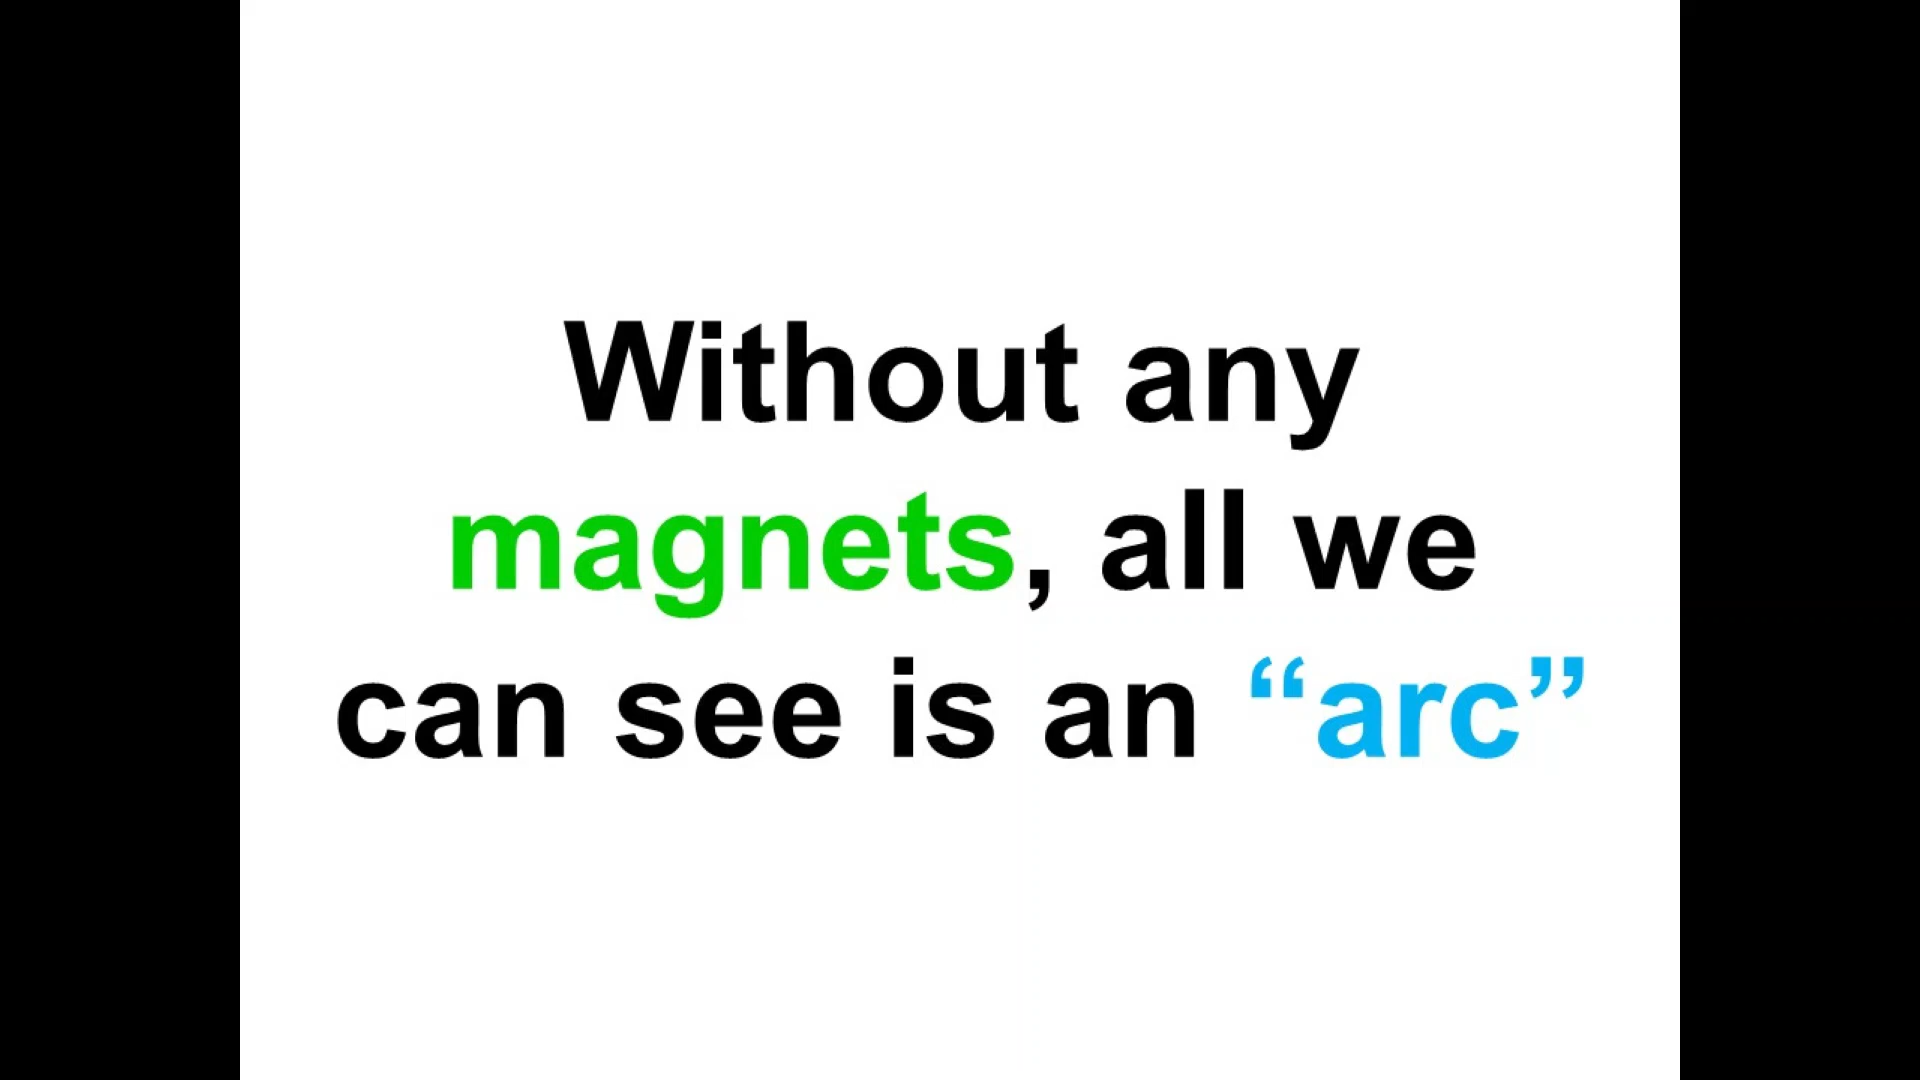 Without any
magnets, all we
can see is an “arc”